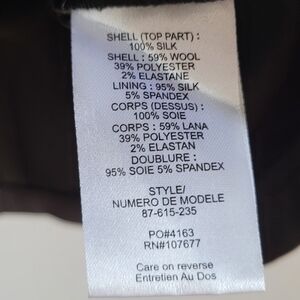 SHELL (TOP PART) :
100% SILK
SHELL : 59% WOOL
39% POLYESTER
2% ELASTANE
LINING : 95% SILK
5% SPANDEX
CORPS (DESSUS) :
100% SOIE
CORPS : 59% LANA
39% POLYESTER
2% ELASTAN
DOUBLURE :
95% SOIE 5% SPANDEX
STYLE/
NUMERO DE MODELE
87-615-235
PO#4163
RN#107677
Care on reverse
Entretien Au Dos